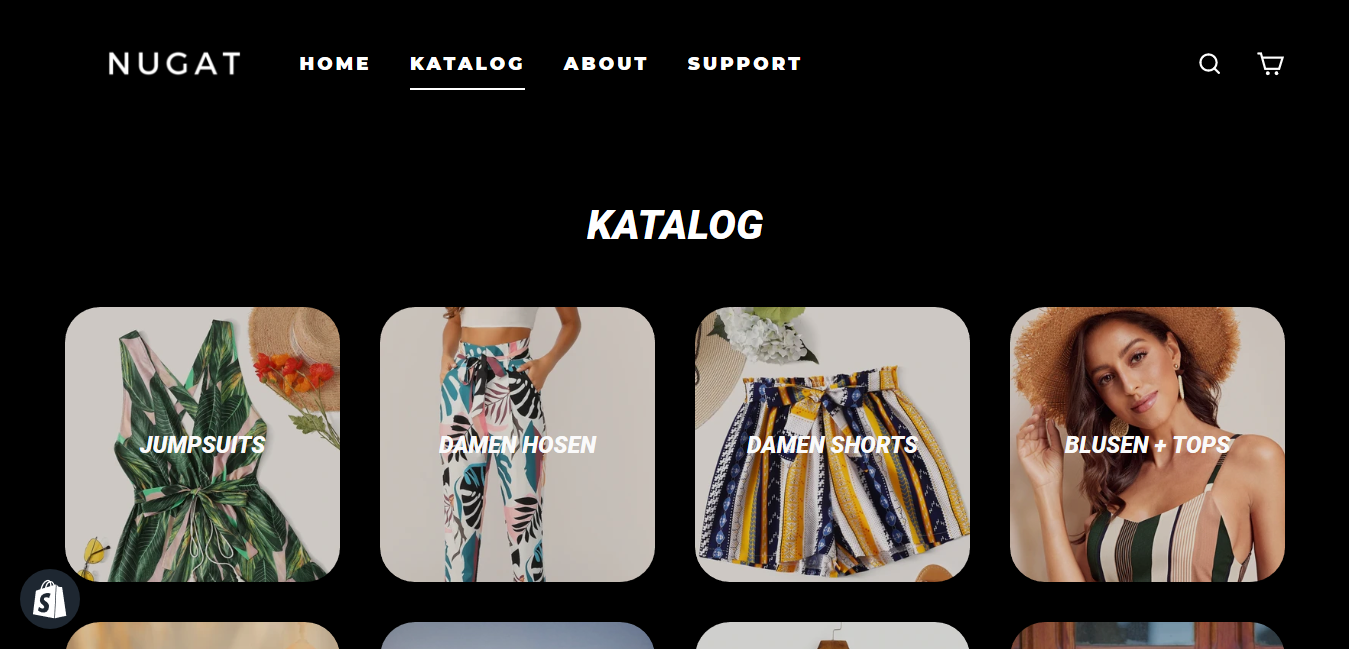 NUGAT
HOME
KATALOG
ABOUT
SUPPORT
KATALOG
JUMPSUITS
DAMEN HOSEN
DAMEN SHORTS
BLUSEN + TOPS
S